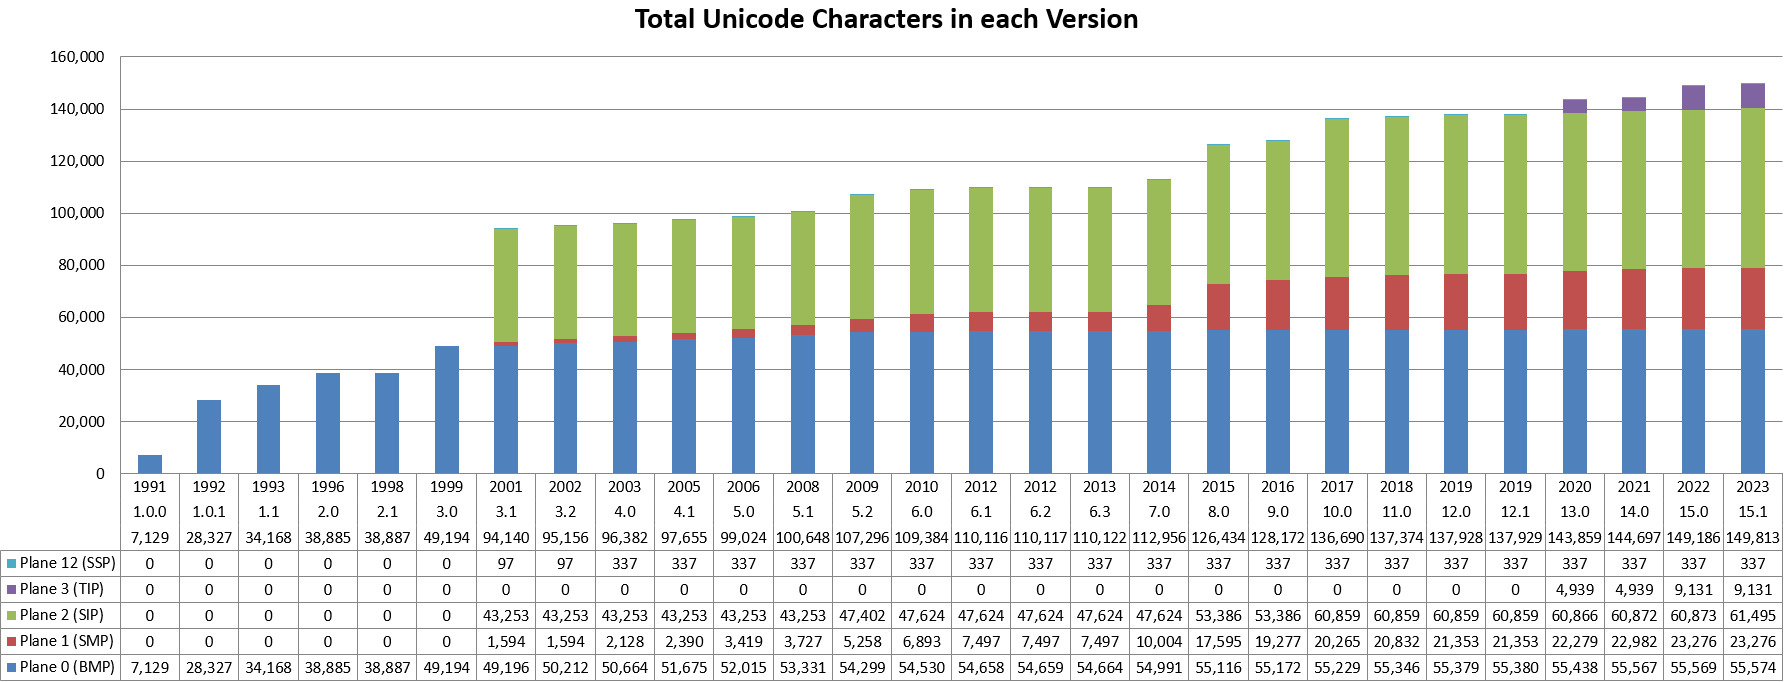 Total Unicode Characters in each Version
160,000
140,000
120,000
100,000
80,000
60,000
40,000
20,000
0
1991 1992 1993 1996 1998 1999 2001 2002 2003 2005 2006 2008 2009 2010 2012 2012 2013 2014 2015 2016 2017 2018 2019 2019 2020 2021 2022 2023
1.0.0 1.0.1 1.1 2.0 2.1 3.0 3.1 3.2 4.0 4.1 5.0 5.1 5.2 6.0 6.1 6.2 6.3 7.0 8.0 9.0 10.0 11.0 12.0 12.1 13.0 14.0 15.0 15.1
7,129 28,327 34,168 38,885 38,887 49,194 94,140 95,156 96,382 97,655 99,024 100,648 107,296 109,384 110,116 110,117 110,122 112,956 126,434 128,172 136,690 137,374 137,928 137,929 143,859 144,697 149,186 149,813
Plane 12 (SSP) 0 0 0 0 0 0 97 97 337 337 337 337 337 337 337 337 337 337 337 337 337 337 337 337 337 337 337 337
Plane 3 (TIP) 0 0 0 0 0 0 0 0 0 0 0 0 0 0 0 0 0 0 0 0 0 0 0 0 4,939 4,939 9,131 9,131
Plane 2 (SIP) 0 0 0 0 0 0 43,253 43,253 43,253 43,253 43,253 43,253 47,402 47,624 47,624 47,624 47,624 47,624 53,386 53,386 60,859 60,859 60,859 60,859 60,866 60,872 60,873 61,495
Plane 1 (SMP) 0 0 0 0 0 0 1,594 1,594 2,128 2,390 3,419 3,727 5,258 6,893 7,497 7,497 7,497 10,004 17,595 19,277 20,265 20,832 21,353 21,353 22,279 22,982 23,276 23,276
Plane 0 (BMP) 7,129 28,327 34,168 38,885 38,887 49,194 49,196 50,212 50,664 51,675 52,015 53,331 54,299 54,530 54,658 54,659 54,664 54,991 55,116 55,172 55,229 55,346 55,379 55,380 55,438 55,567 55,569 55,574